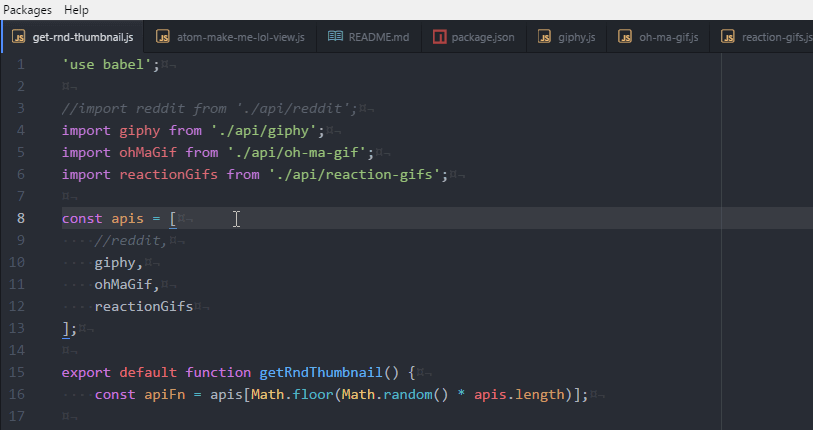 Packages Help
get-rnd-thumbnail.js atom-make-me-lol-view.js README.md package.json giphy.js oh-ma-gif.js reaction-gifs.js
1 'use babel';¤¬
2 ¤¬
3 //import reddit from './api/reddit';¤¬
4 import giphy from './api/giphy';¤¬
5 import ohMaGif from './api/oh-ma-gif';¤¬
6 import reactionGifs from './api/reaction-gifs';¤¬
7 ¤¬
8 const apis = [¤¬
9 ····//reddit,¤¬
10 ····giphy,¤¬
11 ····ohMaGif,¤¬
12 ····reactionGifs¤¬
13 ];¤¬
14 ¤¬
15 export default function getRndThumbnail() {¤¬
16 ····const apiFn = apis[Math.floor(Math.random() * apis.length)];¤¬
17 ¤¬